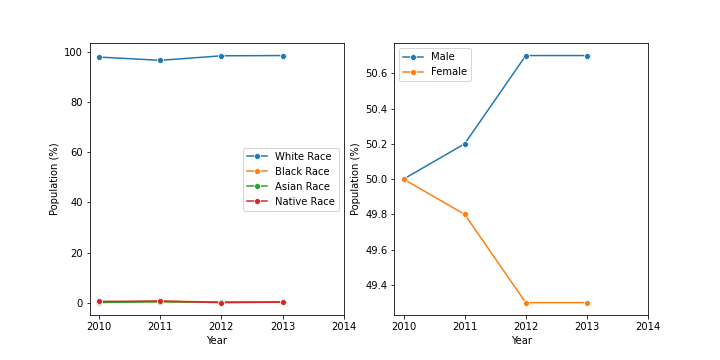 100
80
60
40
20
0
Population (%)
2010 2011 2012 2013 2014
Year
White Race
Black Race
Asian Race
Native Race
50.6
50.4
50.2
50.0
49.8
49.6
49.4
Population (%)
2010 2011 2012 2013 2014
Year
Male
Female